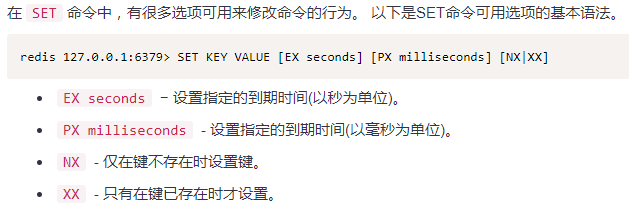 在 SET 命令中，有很多选项可用来修改命令的行为。 以下是SET命令可用选项的基本语法。
redis 127.0.0.1:6379> SET KEY VALUE [EX seconds] [PX milliseconds] [NX|XX]
• EX seconds − 设置指定的到期时间(以秒为单位)。
• PX milliseconds - 设置指定的到期时间(以毫秒为单位)。
• NX - 仅在键不存在时设置键。
• XX - 只有在键已存在时才设置。